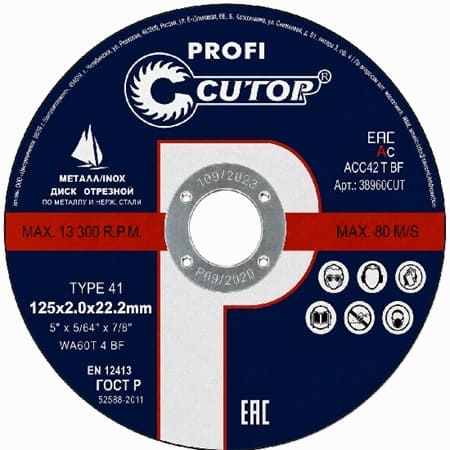 PROFI
CUTOP®
EAC
Ac
ACC42 T BF
Арт.: 38960CUT
МЕТАЛЛ/INOX
ДИСК ОТРЕЗНОЙ
ПО МЕТАЛЛУ И НЕРЖ. СТАЛИ
109/2023
MAX. 13 300 R.P.M.
MAX. 80 M/S
P69/2020
TYPE 41
125x2.0x22.2mm
5" x 5/64" x 7/8"
WA60T 4 BF
EN 12413
ГОСТ Р
52588-2011
EAC